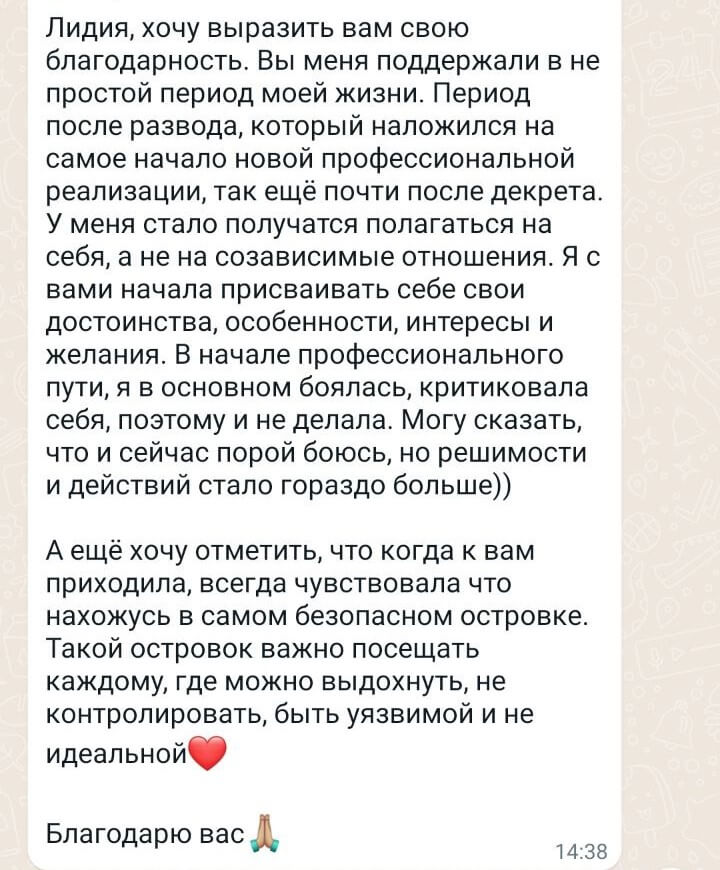 Лидия, хочу выразить вам свою
благодарность. Вы меня поддержали в не
простой период моей жизни. Период
после развода, который наложился на
самое начало новой профессиональной
реализации, так ещё почти после декрета.
У меня стало получатся полагаться на
себя, а не на созависимые отношения. Я с
вами начала присваивать себе свои
достоинства, особенности, интересы и
желания. В начале профессионального
пути, я в основном боялась, критиковала
себя, поэтому и не делала. Могу сказать,
что и сейчас порой боюсь, но решимости
и действий стало гораздо больше))

А ещё хочу отметить, что когда к вам
приходила, всегда чувствовала что
нахожусь в самом безопасном островке.
Такой островок важно посещать
каждому, где можно выдохнуть, не
контролировать, быть уязвимой и не
идеальной❤️

Благодарю вас🙏🏽
14:38